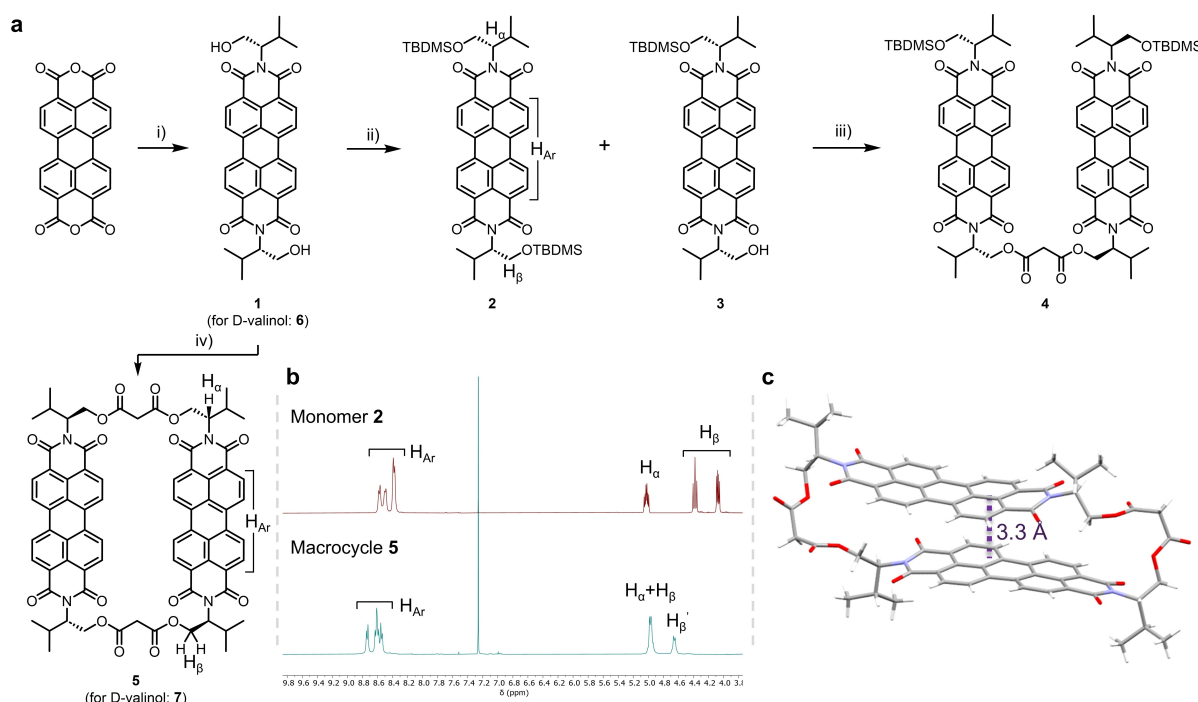 a
HO
N
O O
O O
OH
1
(for D-valinol: 6)
i)
ii)
TBDMSO
Hα
N
O O
HAr
O O
N
OTBDMS
Hβ
2
+
TBDMSO
N
O O
O O
N
OH
3
iii)
TBDMSO
OTBDMS
N N
O O O O
O O O O
N N
O O
O O
4
iv)
Hα
O O
O O
N N
O O O O
HAr
O O O O
N N
O O
O O
H H
Hβ
5
(for D-valinol: 7)
b
Monomer 2
HAr
Hα
Hβ
Macrocycle 5
HAr
Hα+Hβ
Hβ'
9.8 9.6 9.4 9.2 9.0 8.8 8.6 8.4 8.2 8.0 7.8 7.6 7.4 7.2 7.0 6.8 6.6 6.4 6.2 6.0 5.8 5.6 5.4 5.2 5.0 4.8 4.6 4.4 4.2 4.0 3.8
δ (ppm)
c
3.3 Å